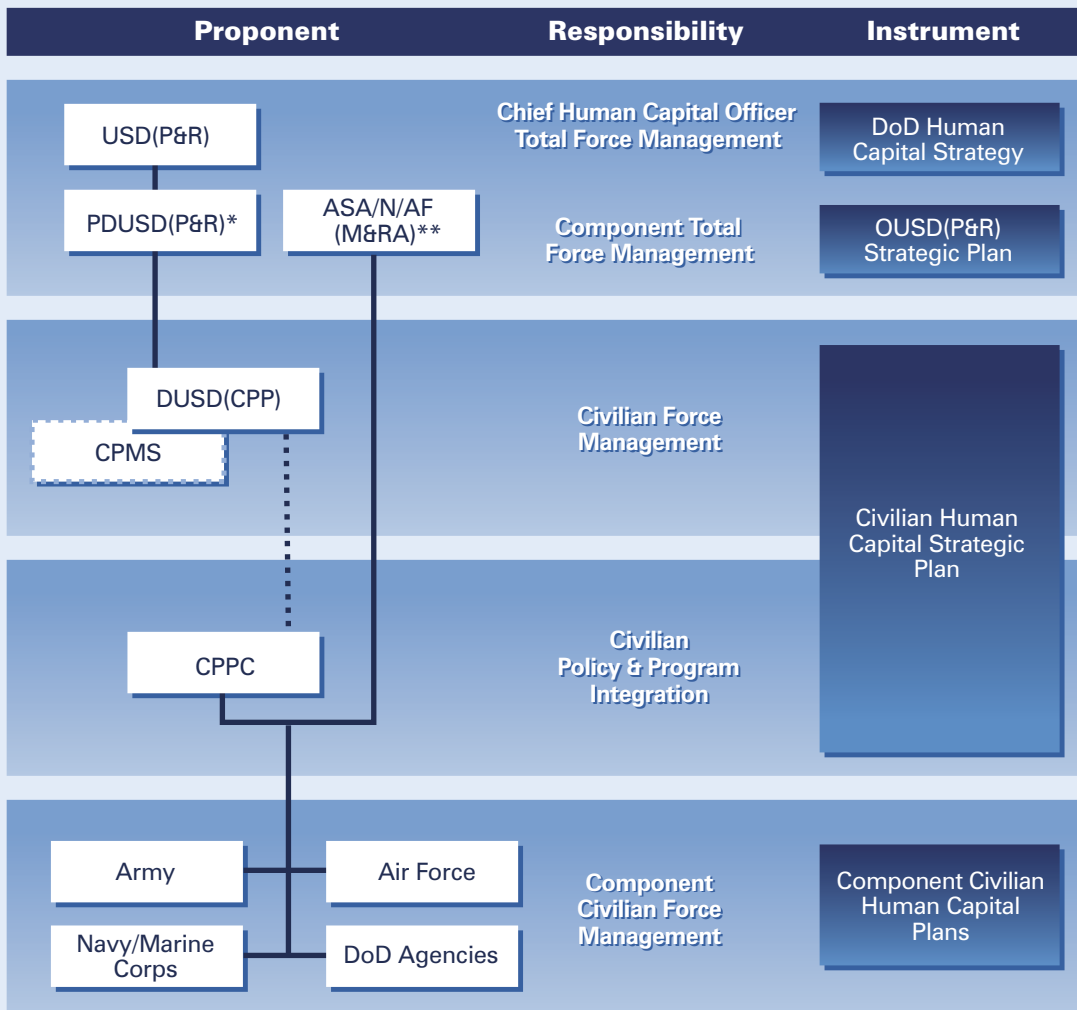 Proponent
Responsibility
Instrument
USD(P&R)
Chief Human Capital Officer
Total Force Management
DoD Human
Capital Strategy
PDUSD(P&R)*
ASA/N/AF
(M&RA)**
Component Total
Force Management
OUSD(P&R)
Strategic Plan
DUSD(CPP)
CPMS
Civilian Force
Management
Civilian Human
Capital Strategic
Plan
CPPC
Civilian
Policy & Program
Integration
Army
Air Force
Navy/Marine
Corps
DoD Agencies
Component
Civilian Force
Management
Component Civilian
Human Capital
Plans